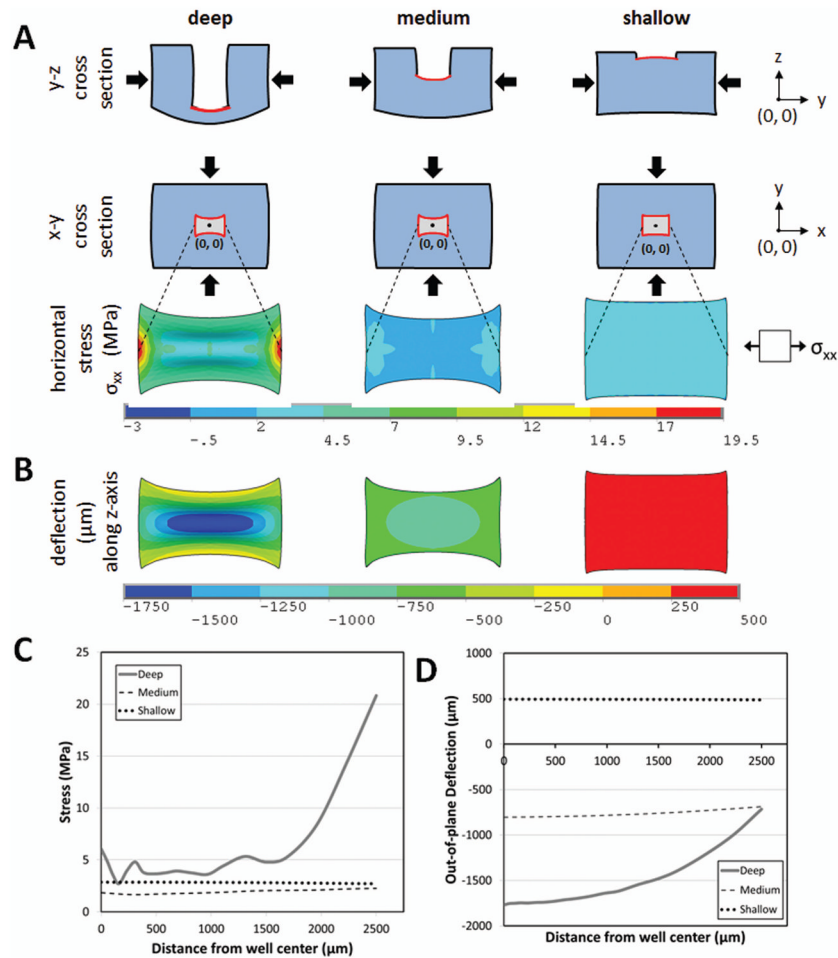 deep medium shallow
A
y-z
cross
section
z
y
(0, 0)
x-y
cross
section
(0, 0)
(0, 0)
(0, 0)
y
x
(0, 0)
horizontal
stress
σxx (MPa)
σxx
-3 2 7 12 17
-.5 4.5 9.5 14.5 19.5
B
deflection
(μm)
along z-axis
-1750 -1250 -750 -250 250
-1500 -1000 -500 0 500
C
25
20
15
10
5
0
Stress (MPa)
Deep
Medium
Shallow
0 500 1000 1500 2000 2500
Distance from well center (μm)
D
1000
500
0
-500
-1000
-1500
-2000
Out-of-plane Deflection (μm)
0 500 1000 1500 2000 2500
Deep
Medium
Shallow
Distance from well center (μm)